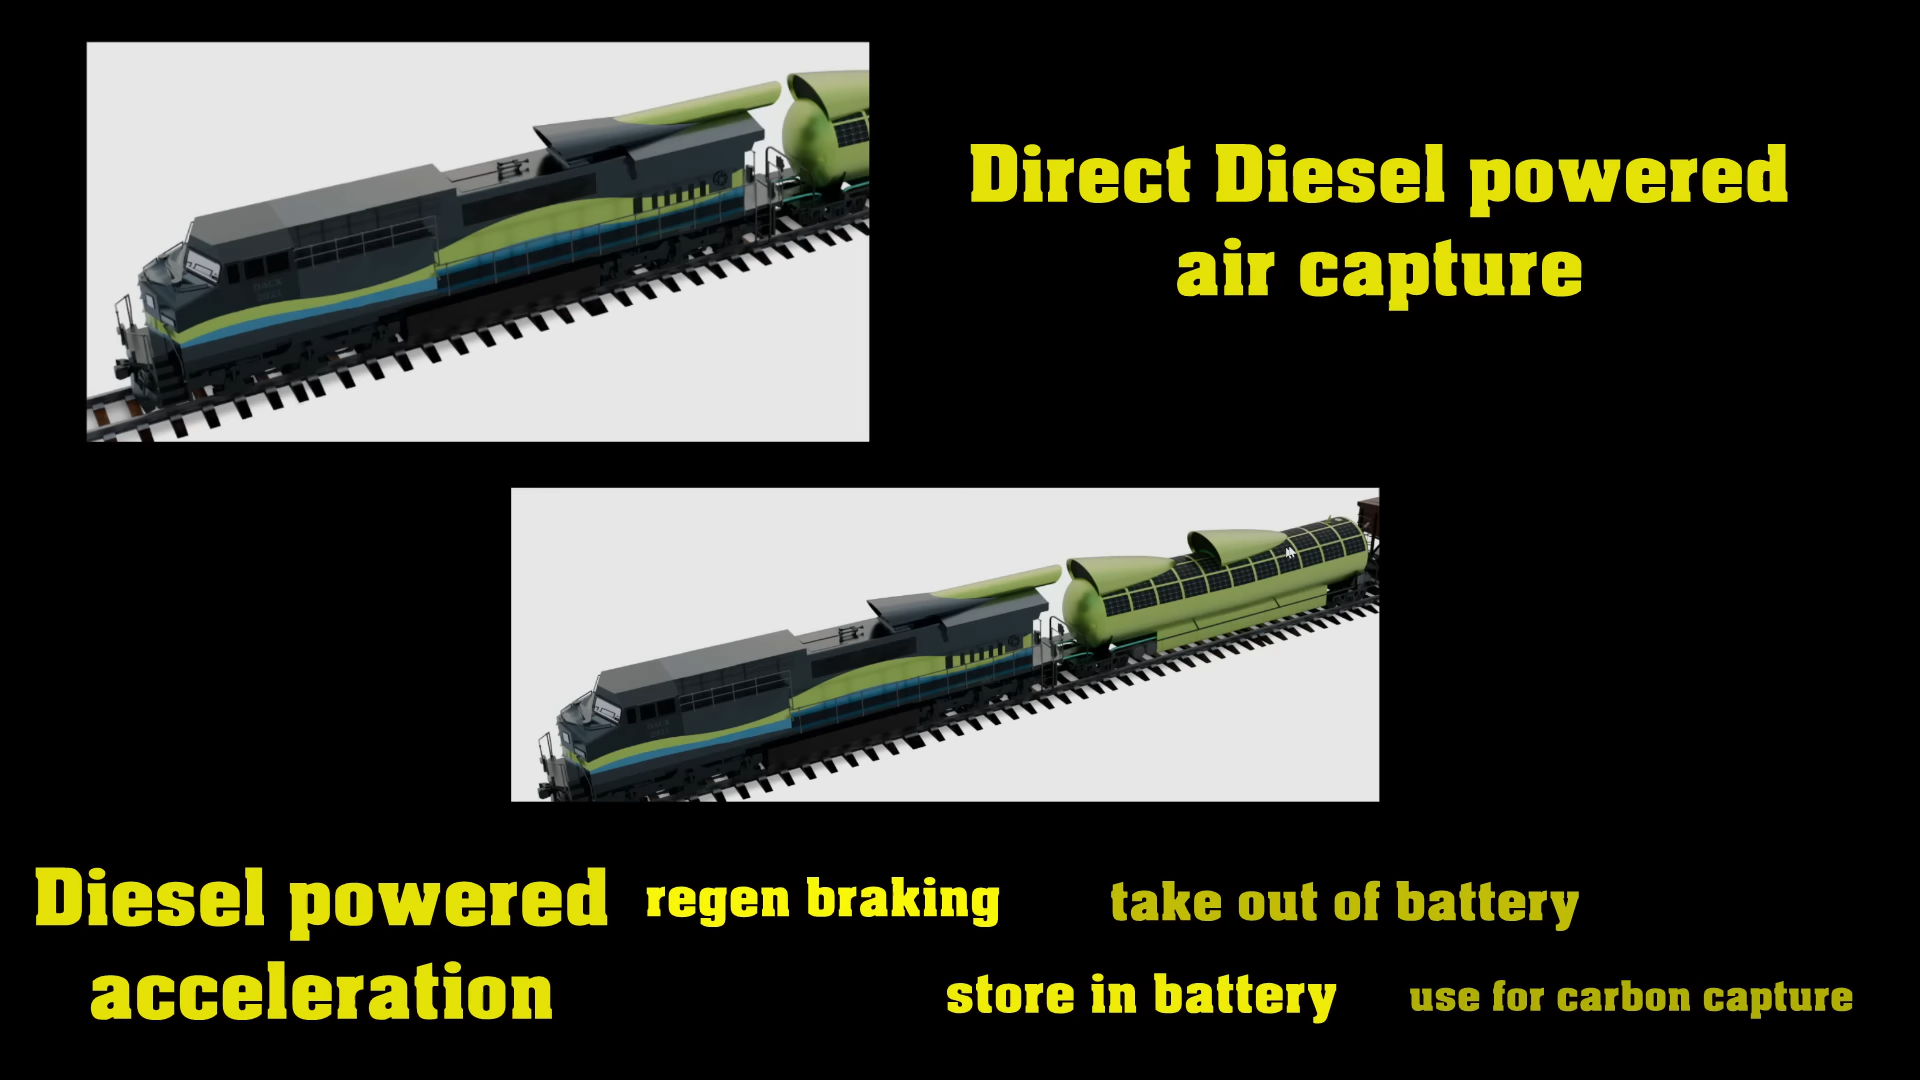 Direct Diesel powered
air capture
Diesel powered
acceleration
regen braking
take out of battery
store in battery
use for carbon capture